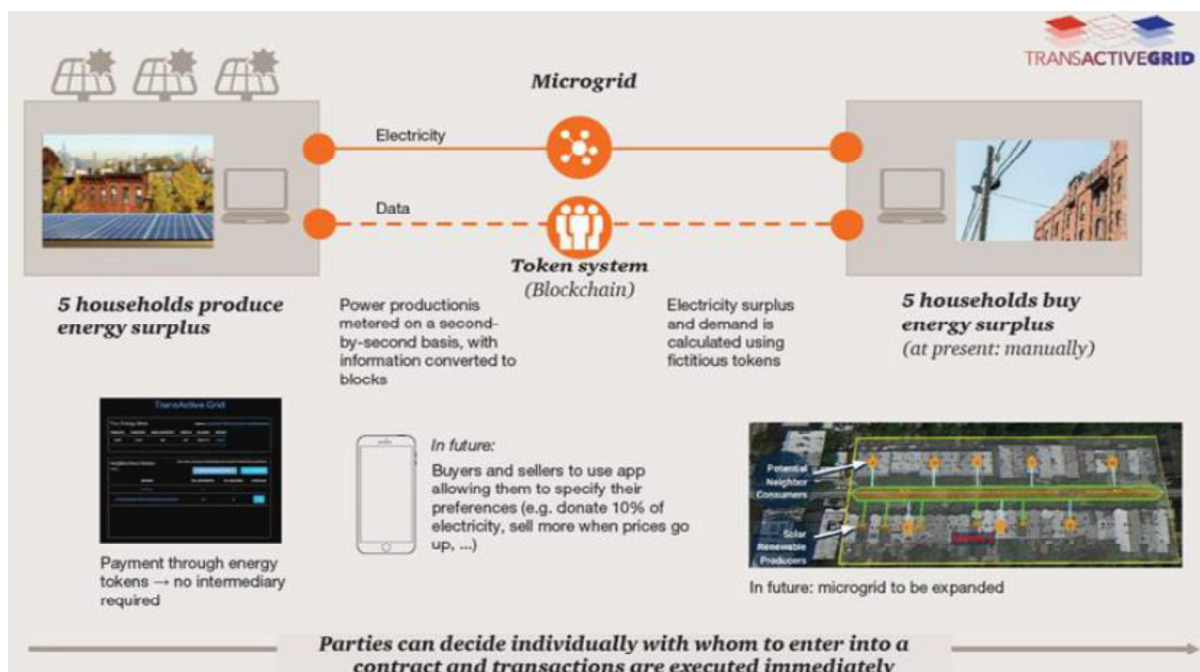 TRANSACTIVEGRID
Microgrid
Electricity
Data
Token system
(Blockchain)
5 households produce
energy surplus
Power productionis
metered on a second-
by-second basis, with
information converted to
blocks
Electricity surplus
and demand is
calculated using
fictitious tokens
5 households buy
energy surplus
(at present: manually)
TransActive Grid
Payment through energy
tokens → no intermediary
required
In future:
Buyers and sellers to use app
allowing them to specify their
preferences (e.g. donate 10% of
electricity, sell more when prices go
up, ...)
Potential
Neighbor
Consumers
Solar
Renewable
Producers
In future: microgrid to be expanded
Parties can decide individually with whom to enter into a
contract and transactions are executed immediately